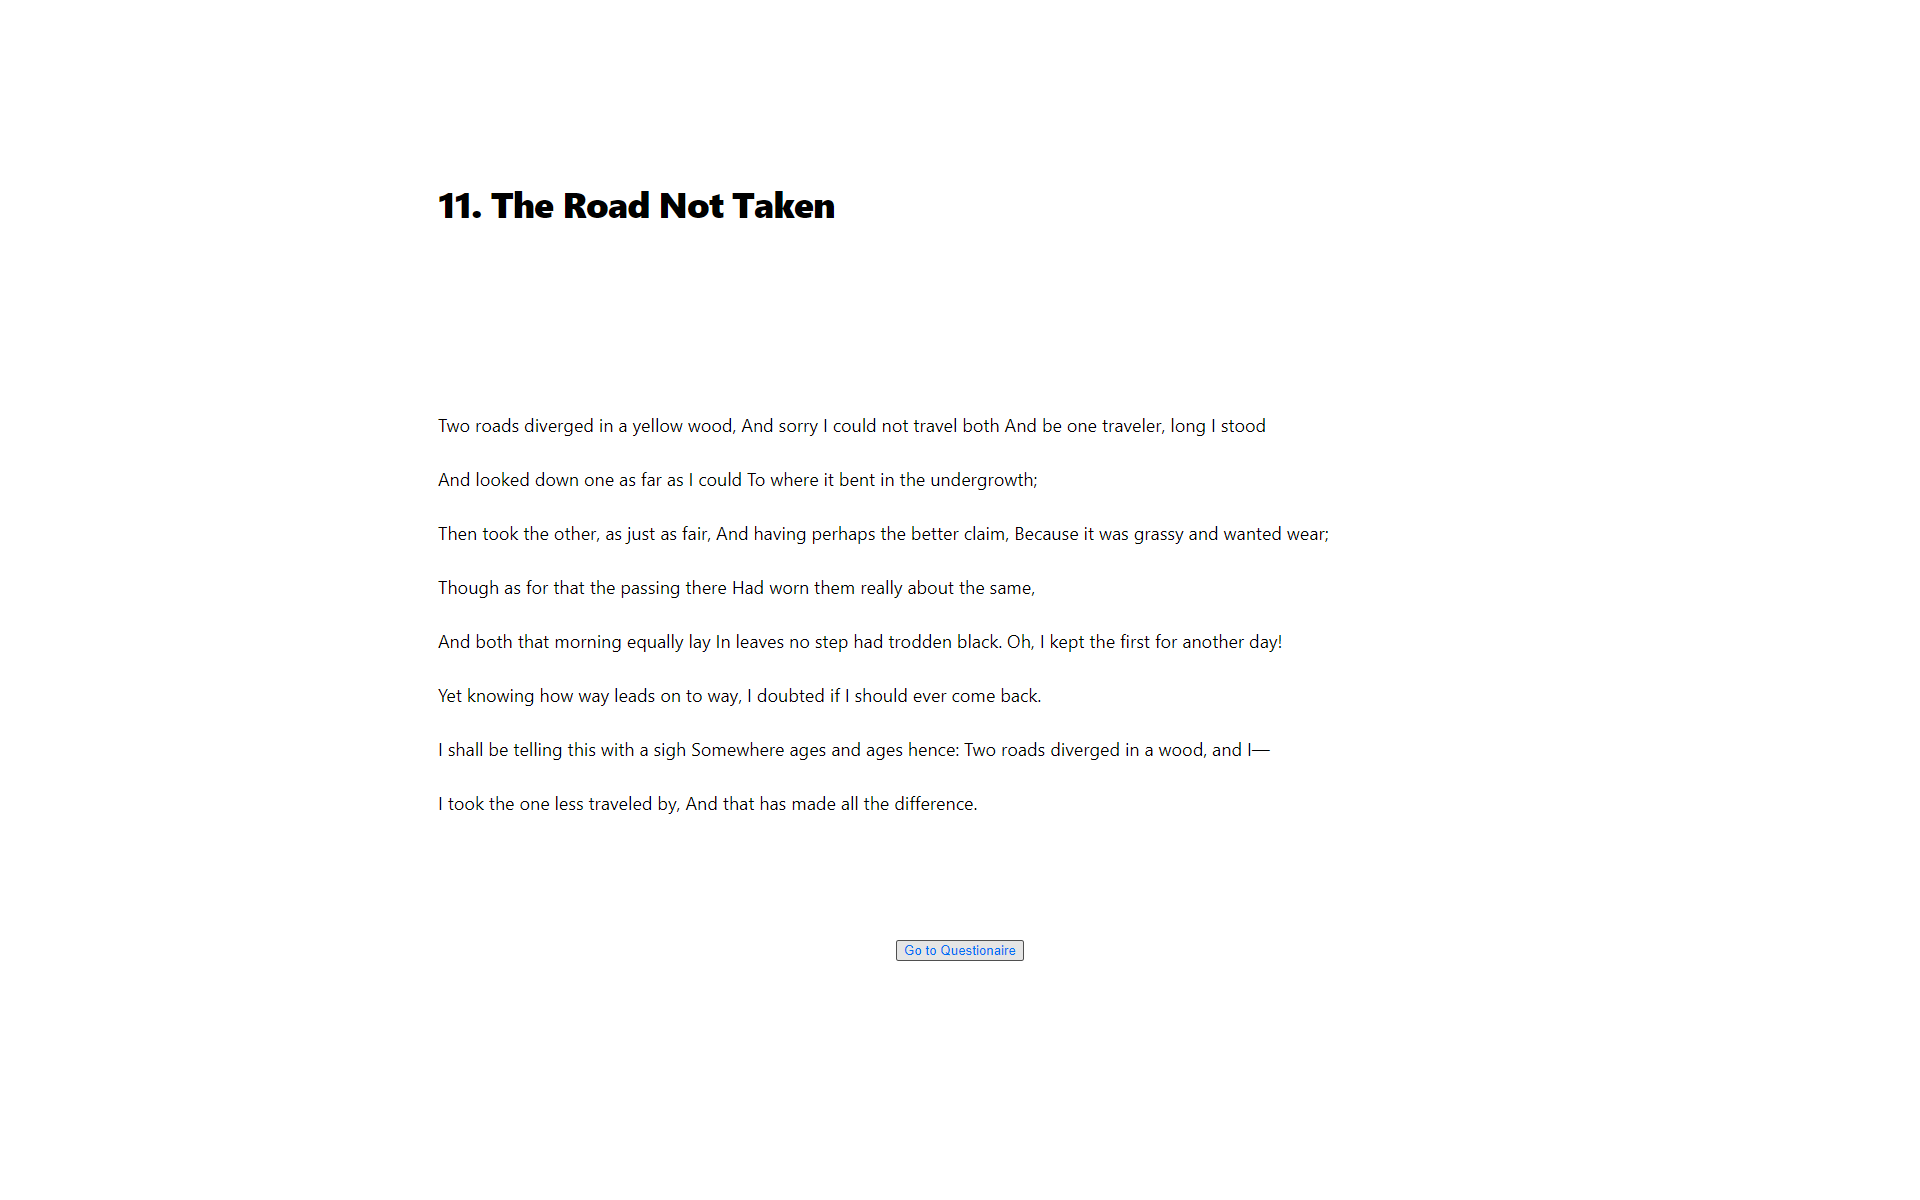 11. The Road Not Taken
Two roads diverged in a yellow wood, And sorry I could not travel both And be one traveler, long I stood
And looked down one as far as I could To where it bent in the undergrowth;
Then took the other, as just as fair, And having perhaps the better claim, Because it was grassy and wanted wear;
Though as for that the passing there Had worn them really about the same,
And both that morning equally lay In leaves no step had trodden black. Oh, I kept the first for another day!
Yet knowing how way leads on to way, I doubted if I should ever come back.
I shall be telling this with a sigh Somewhere ages and ages hence: Two roads diverged in a wood, and I—
I took the one less traveled by, And that has made all the difference.
Go to Questionaire